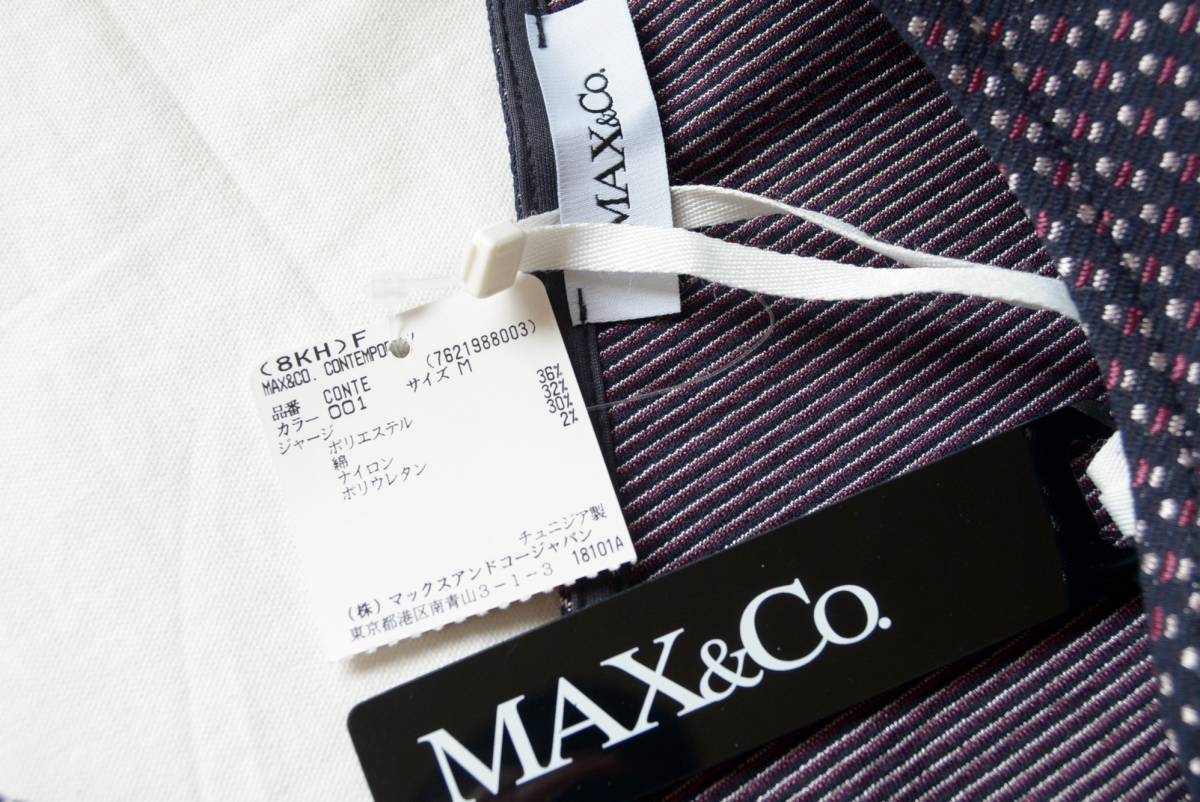 MAX&Co.
(8KH)F
MAX&CO. CONTEMPORARY
(7621988003)
品番 CONTE
カラー 001 サイズ M
ジャージ
ポリエステル 36%
綿 32%
ナイロン 30%
ポリウレタン 2%
チュニジア製
(株)マックスアンドコージャパン
東京都港区南青山3-1-3 18101A
MAX&Co.